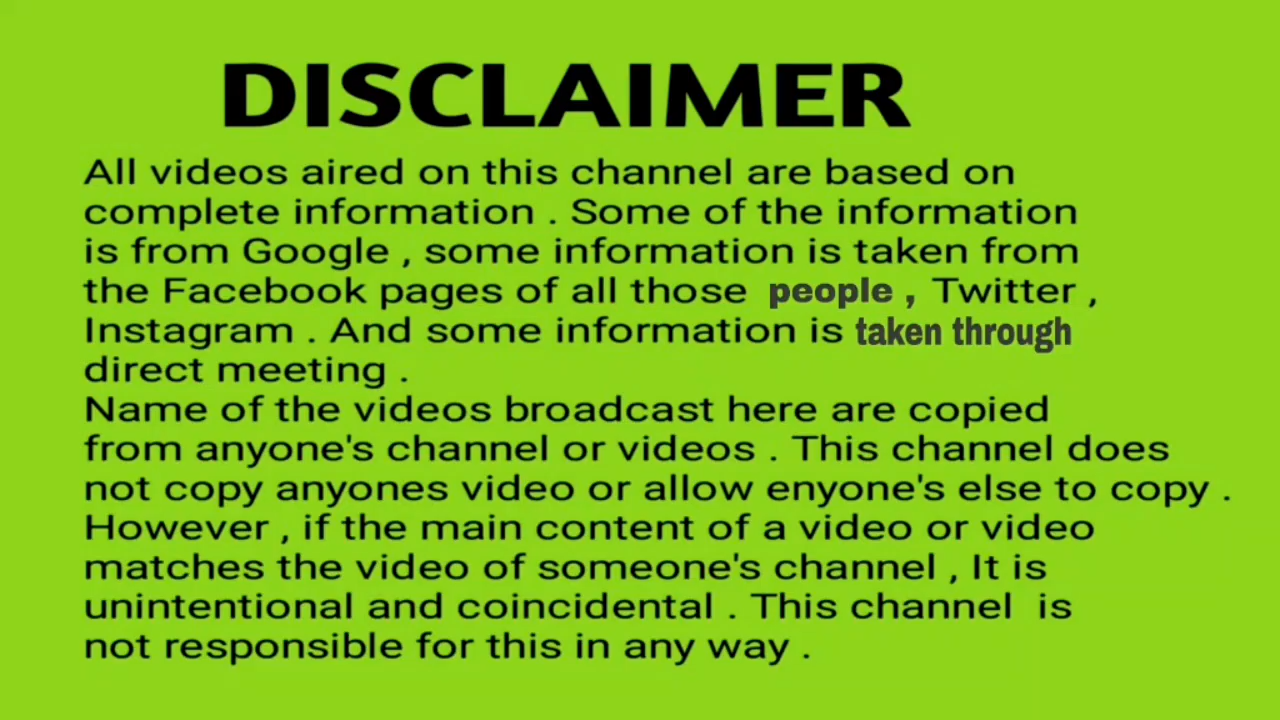 DISCLAIMER
All videos aired on this channel are based on
complete information . Some of the information
is from Google , some information is taken from
the Facebook pages of all those people , Twitter ,
Instagram . And some information is taken through
direct meeting .
Name of the videos broadcast here are copied
from anyone's channel or videos . This channel does
not copy anyones video or allow enyone's else to copy .
However , if the main content of a video or video
matches the video of someone's channel , It is
unintentional and coincidental . This channel is
not responsible for this in any way .